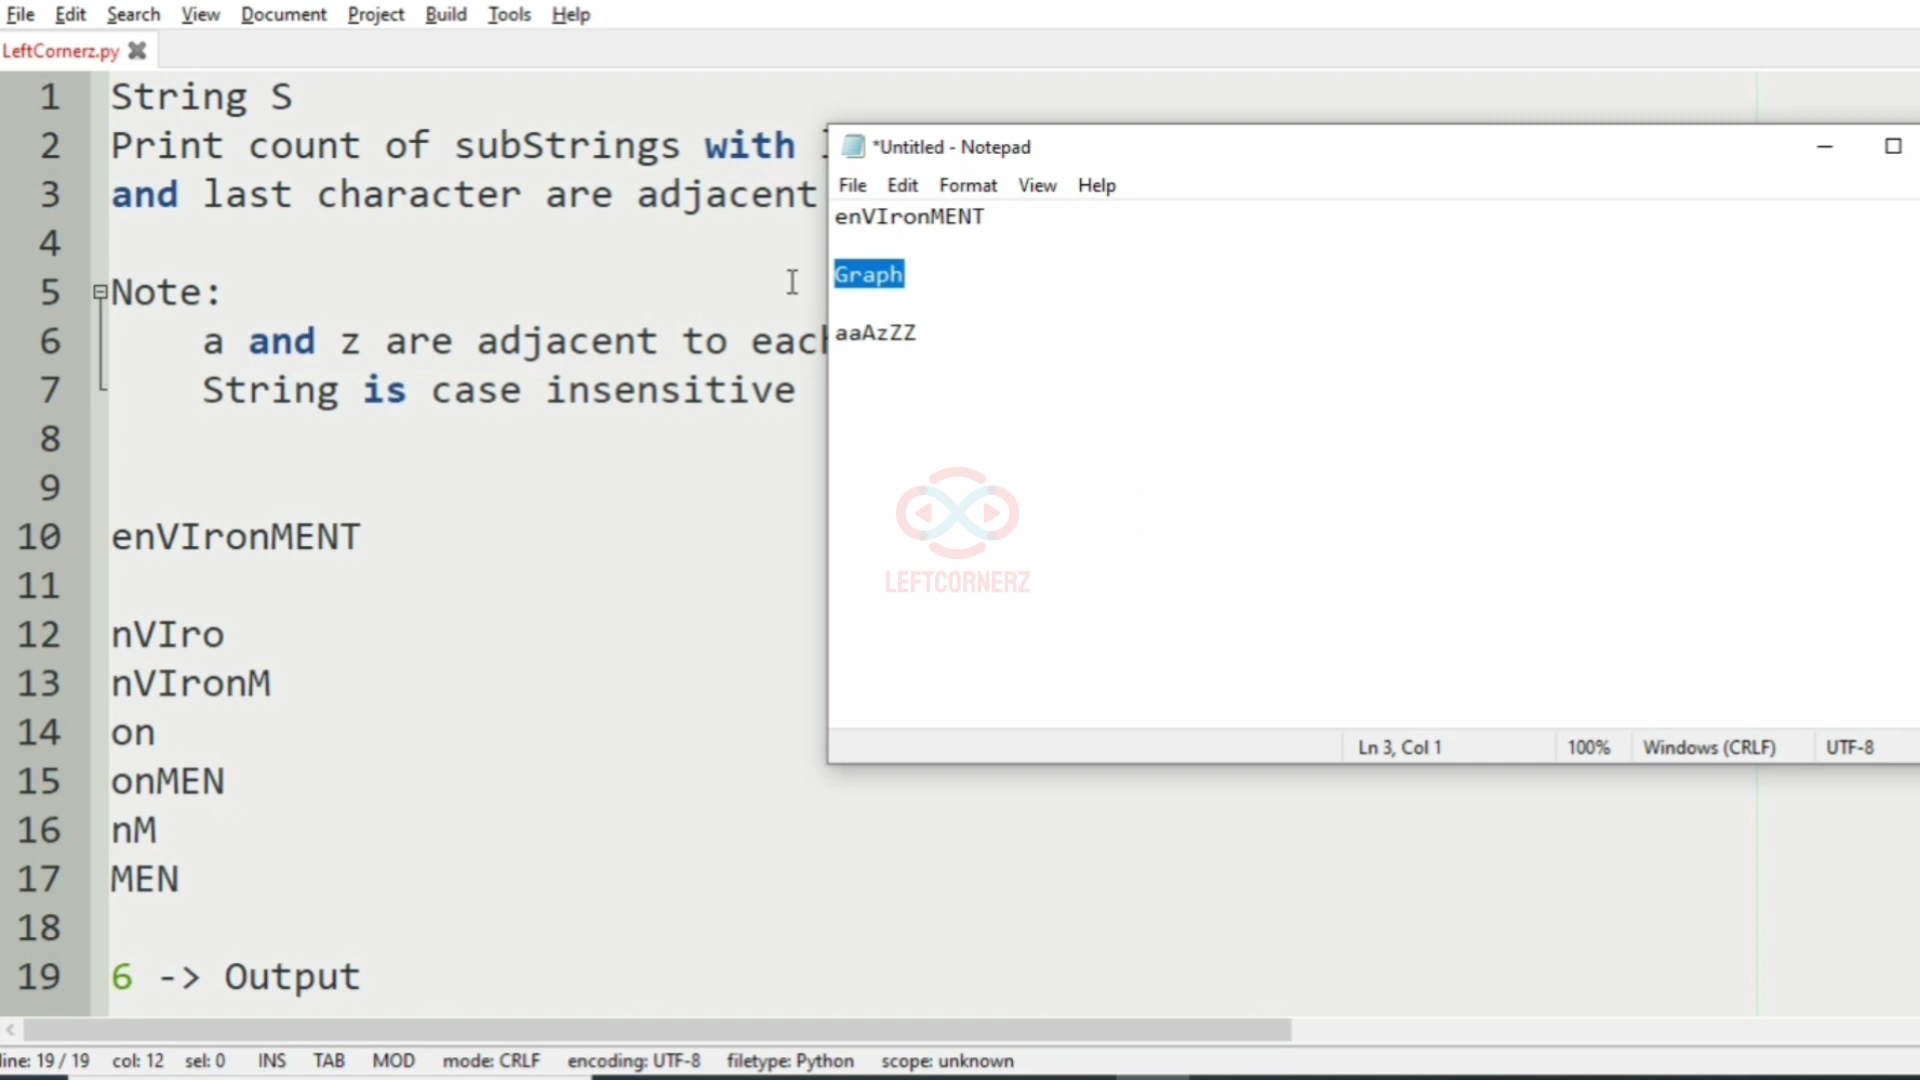 File Edit Search View Document Project Build Tools Help
LeftCornerz.py
1 String S
2 Print count of subStrings with
3 and last character are adjacent
4
5 Note:
6 a and z are adjacent to
7 String is case insensitive
8
9
10 enVIronMENT
11
12 nVIro
13 nVIronM
14 on
15 onMEN
16 nM
17 MEN
18
19 6 -> Output
*Untitled - Notepad
File Edit Format View Help
enVIronMENT
Graph
aaAzZZ
LEFTCORNERZ
Ln 3, Col 1 100% Windows (CRLF) UTF-8
line: 19 / 19 col: 12 sel: 0 INS TAB MOD mode: CRLF encoding: UTF-8 filetype: Python scope: unknown